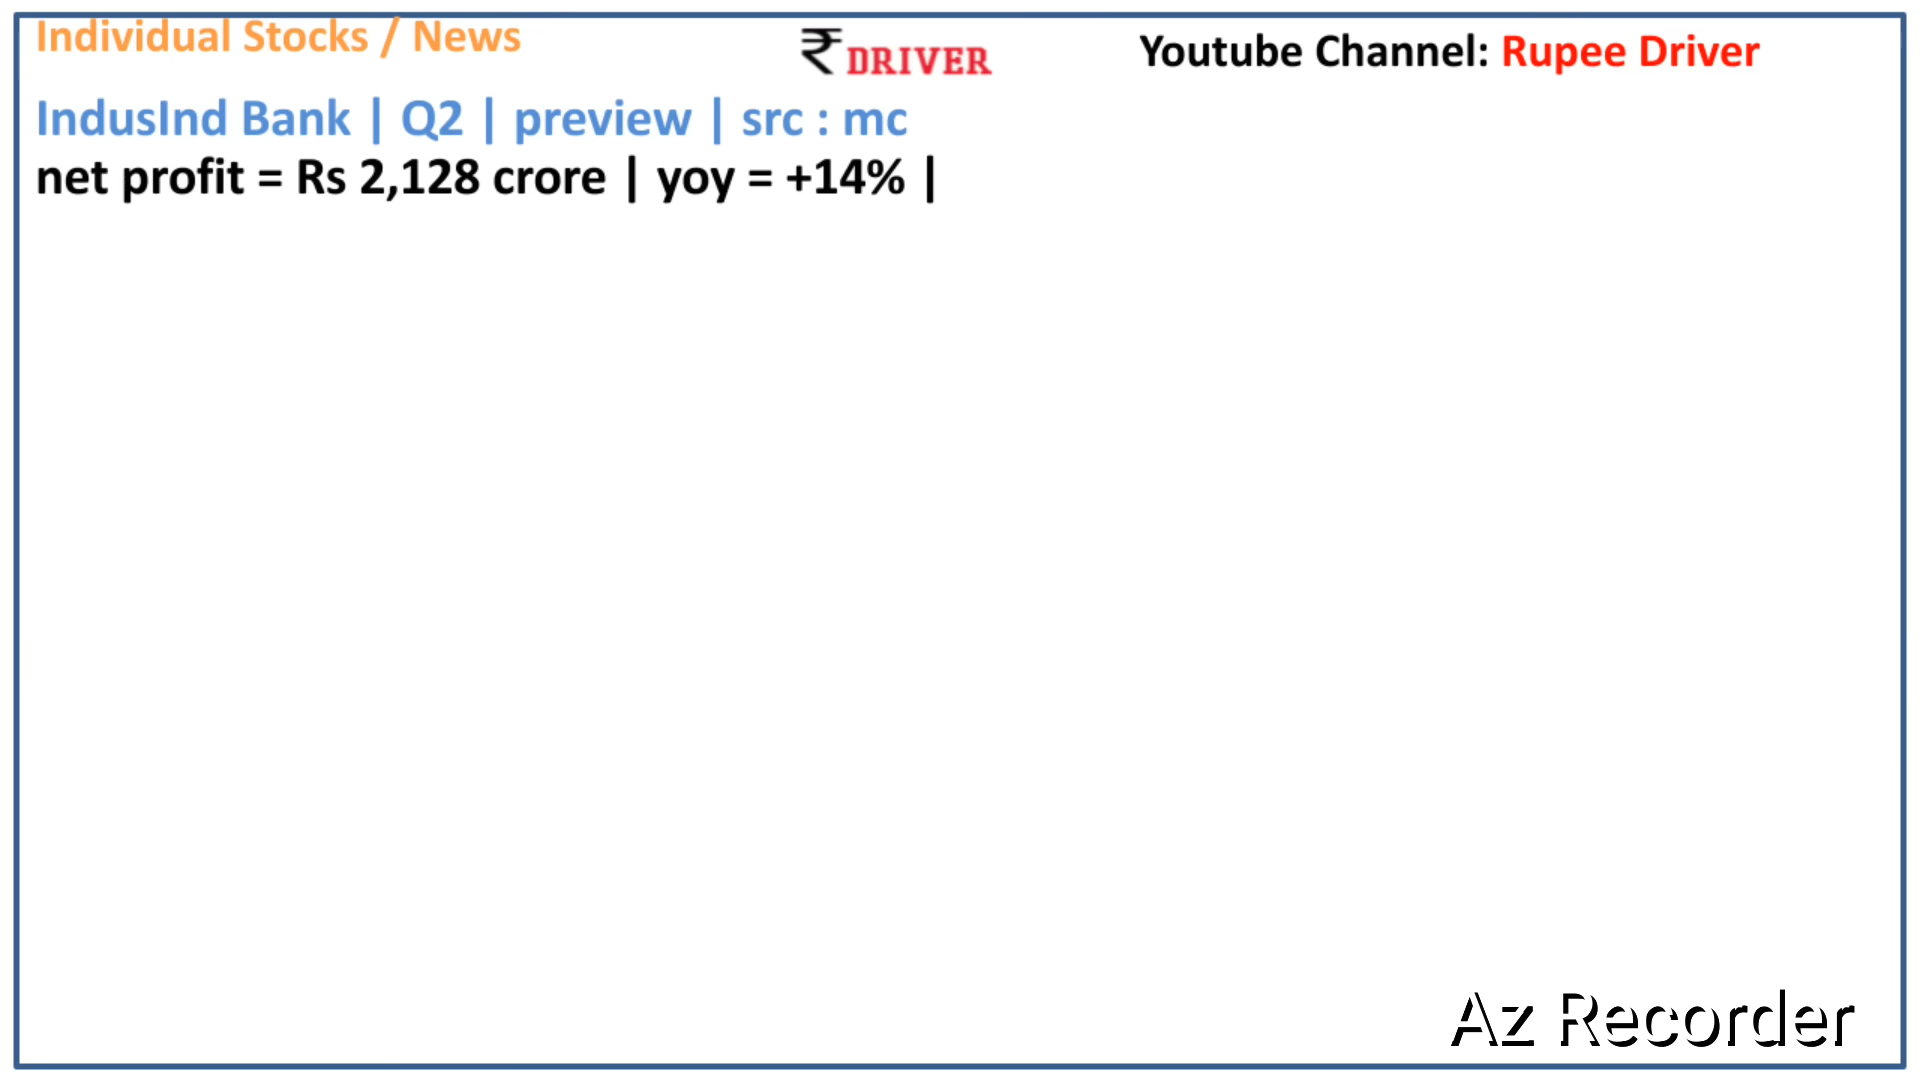 Individual Stocks / News
₹ DRIVER
Youtube Channel: Rupee Driver
IndusInd Bank | Q2 | preview | src : mc
net profit = Rs 2,128 crore | yoy = +14% |
Az Recorder